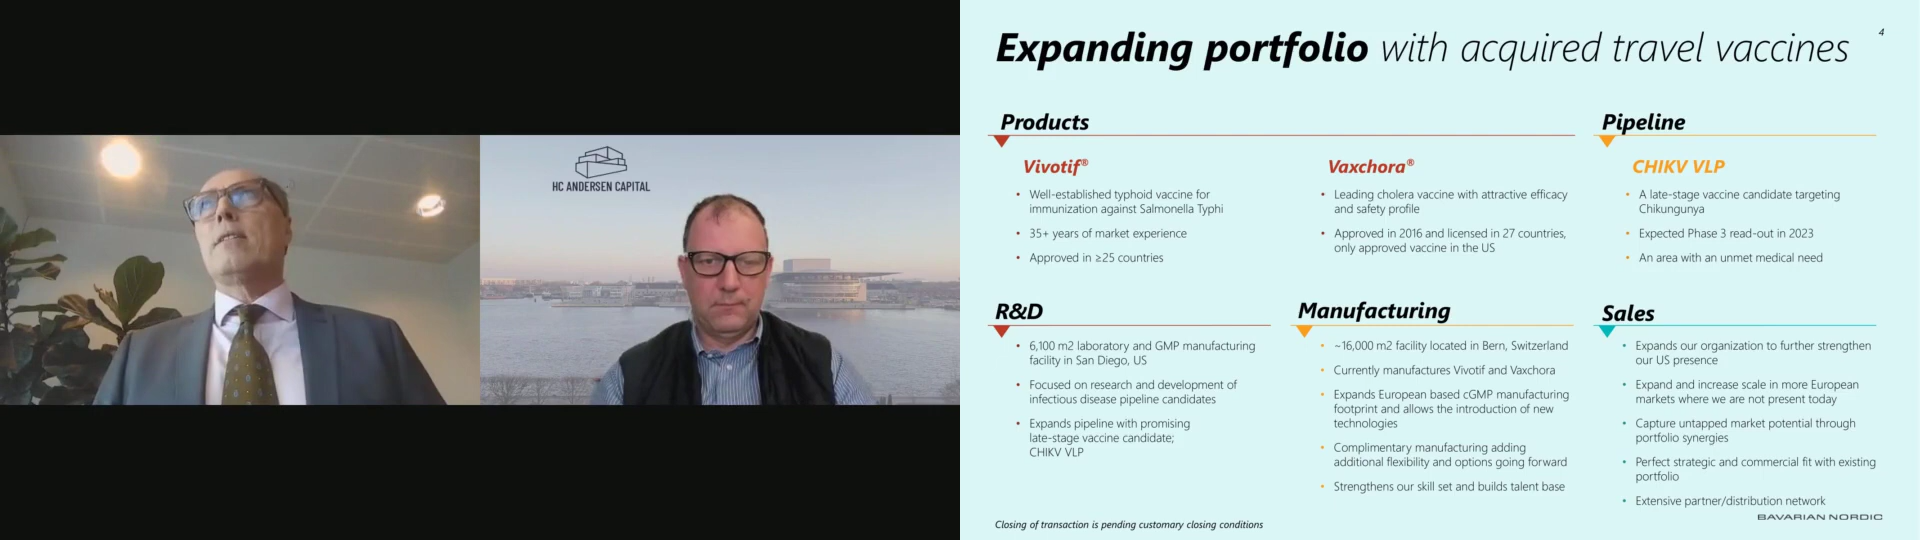 HC ANDERSEN CAPITAL
Expanding portfolio with acquired travel vaccines
4
Products
Vivotif®
• Well-established typhoid vaccine for
immunization against Salmonella Typhi
• 35+ years of market experience
• Approved in ≥25 countries
Vaxchora®
• Leading cholera vaccine with attractive efficacy
and safety profile
• Approved in 2016 and licensed in 27 countries,
only approved vaccine in the US
Pipeline
CHIKV VLP
• A late-stage vaccine candidate targeting
Chikungunya
• Expected Phase 3 read-out in 2023
• An area with an unmet medical need
R&D
• 6,100 m2 laboratory and GMP manufacturing
facility in San Diego, US
• Focused on research and development of
infectious disease pipeline candidates
• Expands pipeline with promising
late-stage vaccine candidate;
CHIKV VLP
Manufacturing
• ~16,000 m2 facility located in Bern, Switzerland
• Currently manufactures Vivotif and Vaxchora
• Expands European based cGMP manufacturing
footprint and allows the introduction of new
technologies
• Complimentary manufacturing adding
additional flexibility and options going forward
• Strengthens our skill set and builds talent base
Sales
• Expands our organization to further strengthen
our US presence
• Expand and increase scale in more European
markets where we are not present today
• Capture untapped market potential through
portfolio synergies
• Perfect strategic and commercial fit with existing
portfolio
• Extensive partner/distribution network
Closing of transaction is pending customary closing conditions
BAVARIAN NORDIC